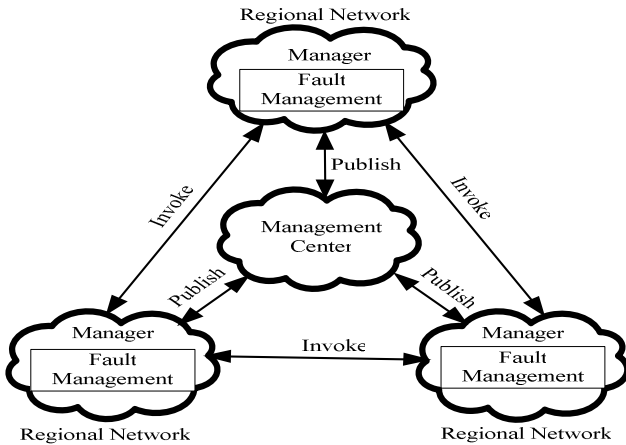 Regional Network
Manager
Fault
Management
Publish
Invoke
Invoke
Management
Center
Publish
Publish
Manager
Fault
Management
Regional Network
Invoke
Manager
Fault
Management
Regional Network